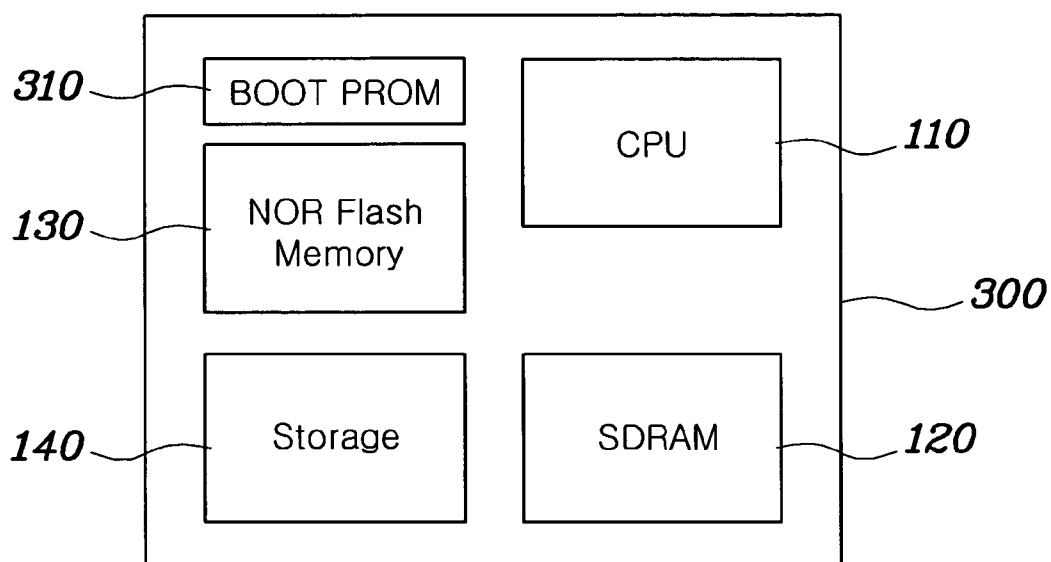 310
BOOT PROM
CPU
110
130
NOR Flash
Memory
300
140
Storage
SDRAM
120